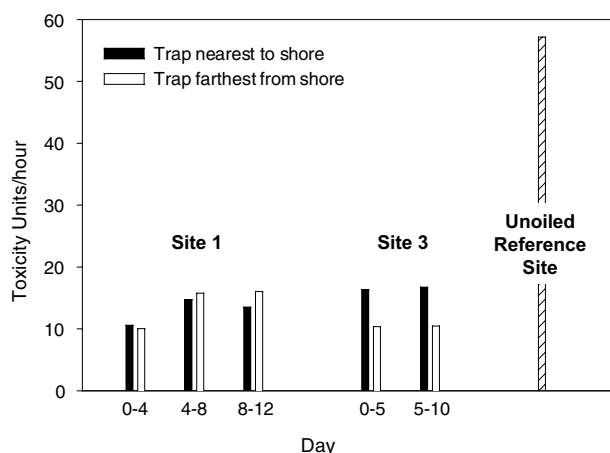 60
50
40
30
20
10
0
Toxicity Units/hour
Trap nearest to shore
Trap farthest from shore
Site 1
Site 3
Unoiled
Reference
Site
0-4 4-8 8-12 0-5 5-10
Day